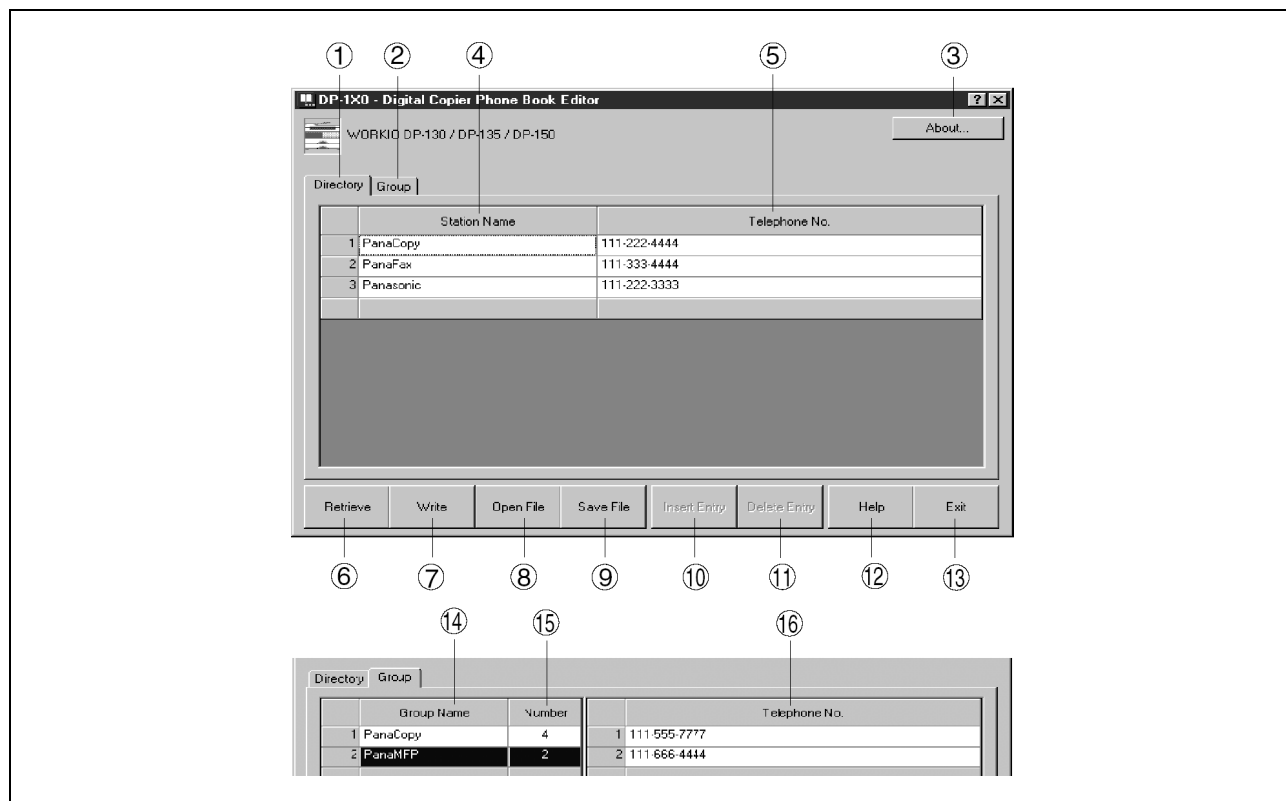 ① ② ④ ⑤ ③
DP-1X0 - Digital Copier Phone Book Editor
WORKIO DP-130 / DP-135 / DP-150 About...
Directory Group
Station Name Telephone No.
1 PanaCopy 111-222-4444
2 PanaFax 111-333-4444
3 Panasonic 111-222-3333
Retrieve Write Open File Save File Insert Entry Delete Entry Help Exit
⑥ ⑦ ⑧ ⑨ ⑩ ⑪ ⑫ ⑬
⑭ ⑮ ⑯
Directory Group
Group Name Number Telephone No.
1 PanaCopy 4 1 111-555-7777
2 PanaMFP 2 2 111-666-4444